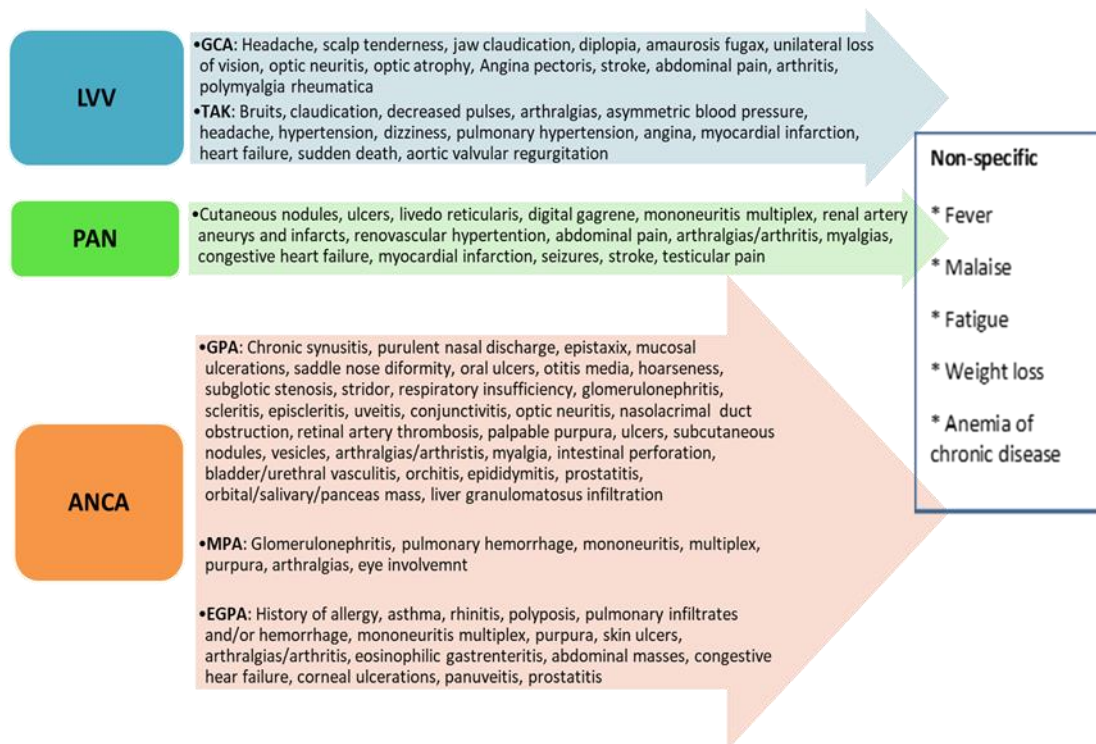 LVV
•GCA: Headache, scalp tenderness, jaw claudication, diplopia, amaurosis fugax, unilateral loss
of vision, optic neuritis, optic atrophy, Angina pectoris, stroke, abdominal pain, arthritis,
polymyalgia rheumatica
•TAK: Bruits, claudication, decreased pulses, arthralgias, asymmetric blood pressure,
headache, hypertension, dizziness, pulmonary hypertension, angina, myocardial infarction,
heart failure, sudden death, aortic valvular regurgitation
PAN
•Cutaneous nodules, ulcers, livedo reticularis, digital gagrene, mononeuritis multiplex, renal artery
aneurys and infarcts, renovascular hypertention, abdominal pain, arthralgias/arthritis, myalgias,
congestive heart failure, myocardial infarction, seizures, stroke, testicular pain
ANCA
•GPA: Chronic synusitis, purulent nasal discharge, epistaxix, mucosal
ulcerations, saddle nose diformity, oral ulcers, otitis media, hoarseness,
subglotic stenosis, stridor, respiratory insufficiency, glomerulonephritis,
scleritis, episcleritis, uveitis, conjunctivitis, optic neuritis, nasolacrimal duct
obstruction, retinal artery thrombosis, palpable purpura, ulcers, subcutaneous
nodules, vesicles, arthralgias/arthristis, myalgia, intestinal perforation,
bladder/urethral vasculitis, orchitis, epididymitis, prostatitis,
orbital/salivary/panceas mass, liver granulomatosus infiltration
•MPA: Glomerulonephritis, pulmonary hemorrhage, mononeuritis, multiplex,
purpura, arthralgias, eye involvemnt
•EGPA: History of allergy, asthma, rhinitis, polyposis, pulmonary infiltrates
and/or hemorrhage, mononeuritis multiplex, purpura, skin ulcers,
arthralgias/arthritis, eosinophilic gastrenteritis, abdominal masses, congestive
hear failure, corneal ulcerations, panuveitis, prostatitis
Non-specific
* Fever
* Malaise
* Fatigue
* Weight loss
* Anemia of
chronic disease